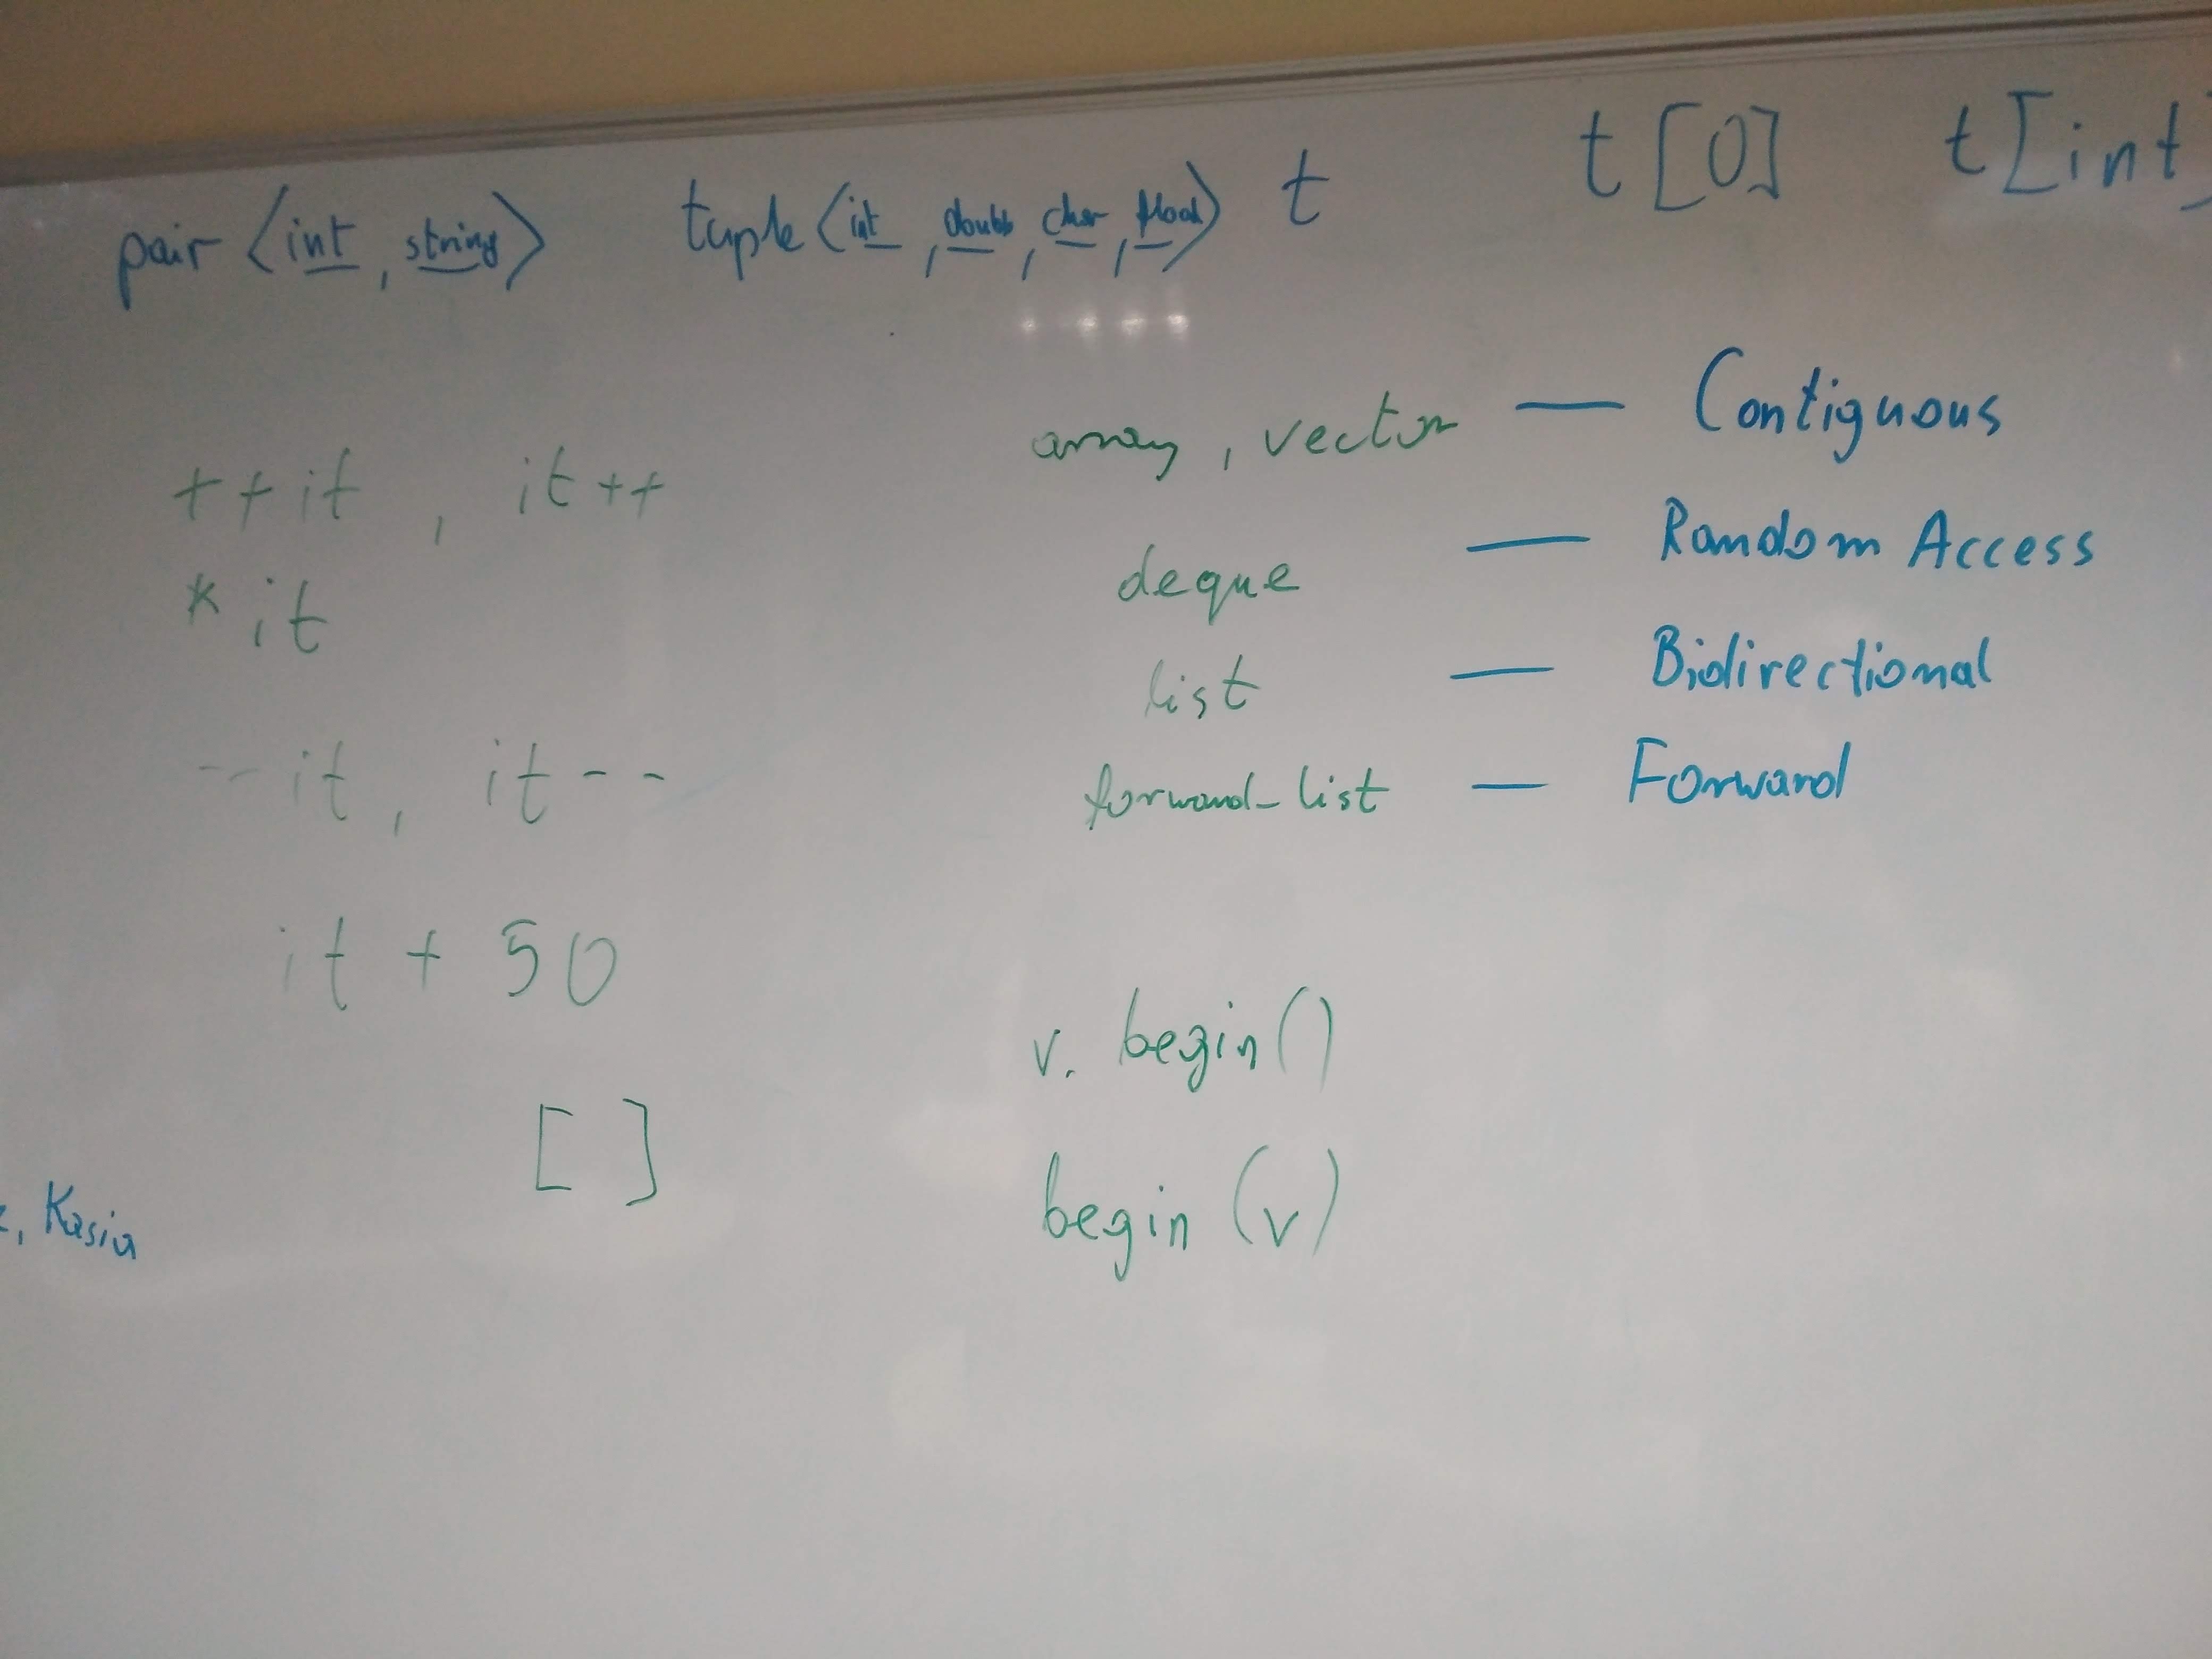 pair <int, string> tuple <int, double, char, float> t t[0] t[int]
++it , it++
*it
--it, it--
it + 50
[ ]
, Kasia
array, vector — Contiguous
deque — Random Access
list — Bidirectional
forward_list — Forward
v. begin()
begin (v)